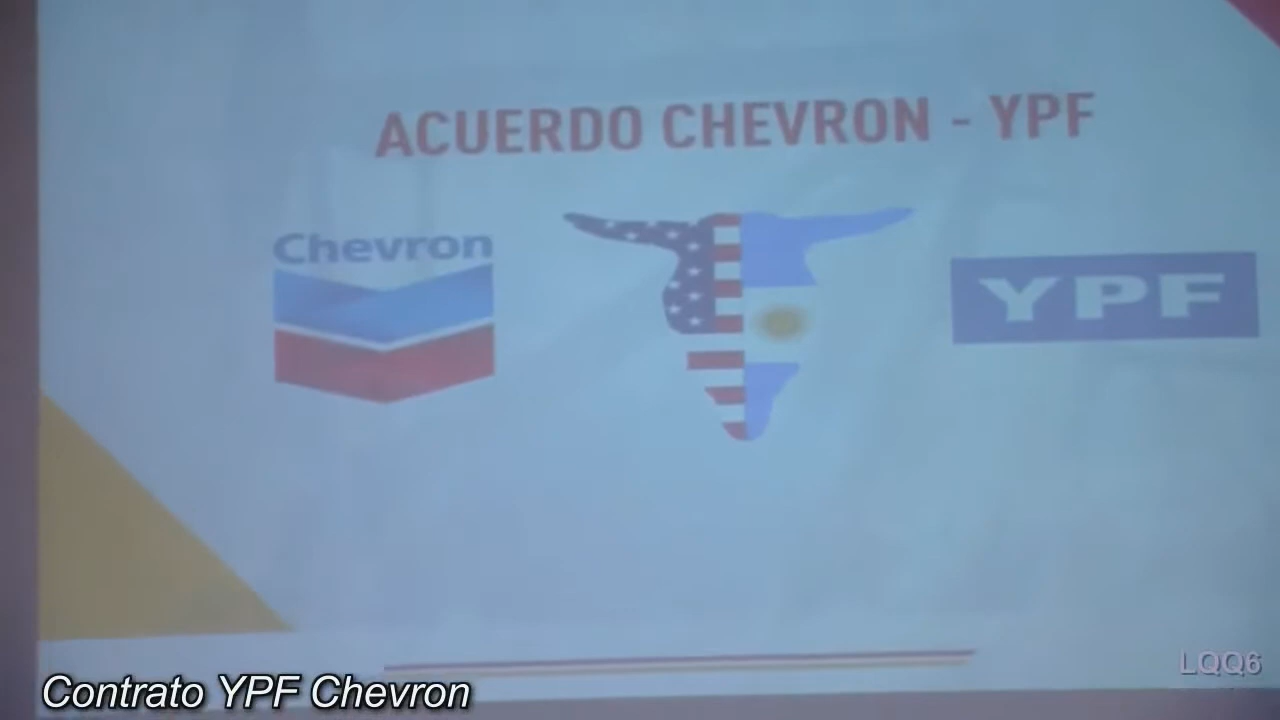 ACUERDO CHEVRON - YPF
Chevron
YPF
LQQ6
Contrato YPF Chevron